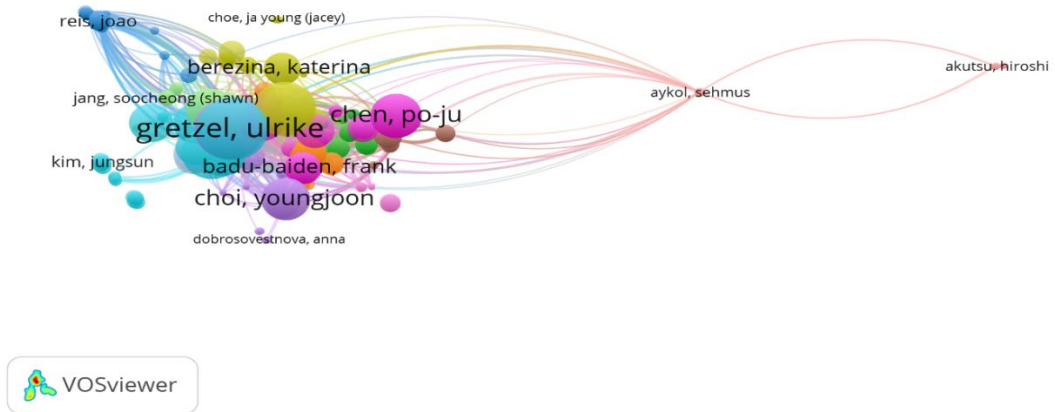 choe, ja young (jacey)
reis, joao
berezina, katerina
akutsu, hiroshi
aykol, sehmus
jang, soocheong (shawn)
chen, po-ju
gretzel, ulrike
kim, jungsun
badu-baiden, frank
choi, youngjoon
dobrosovestnova, anna
VOSviewer